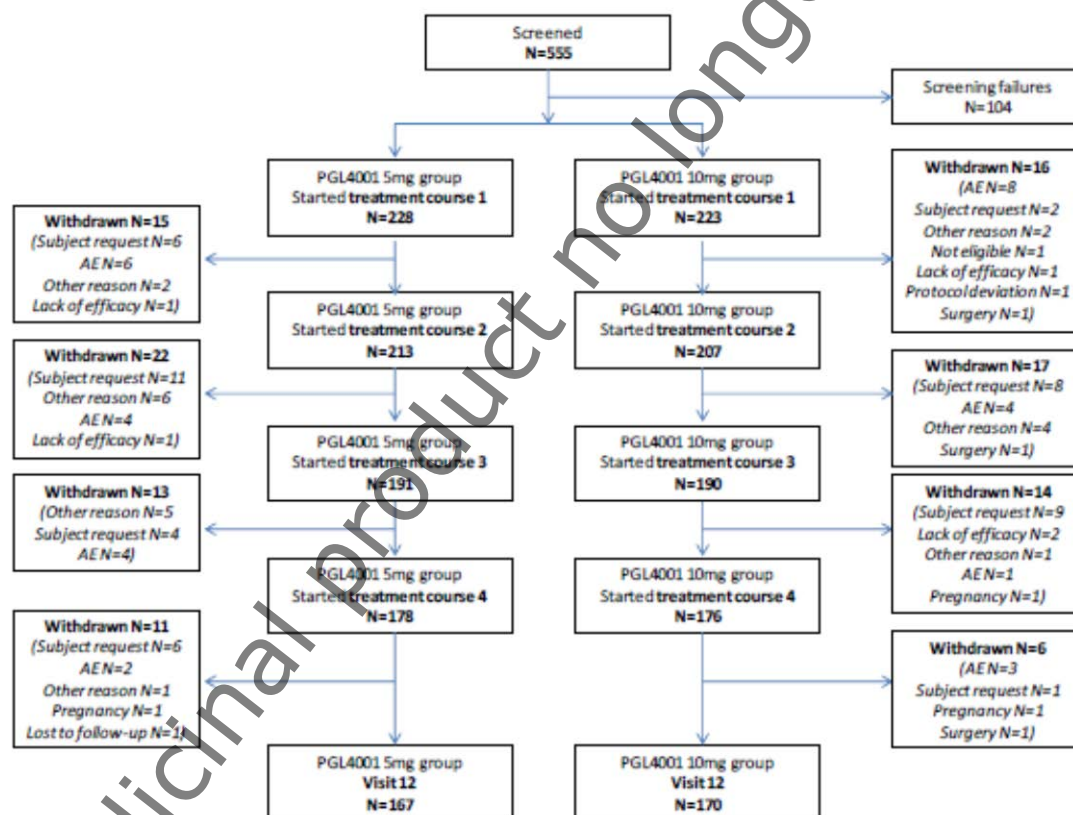 Screened
N=555
Screening failures
N=104
PGL4001 5mg group
Started treatment course 1
N=228
PGL4001 10mg group
Started treatment course 1
N=223
Withdrawn N=15
(Subject request N=6
AE N=6
Other reason N=2
Lack of efficacy N=1)
Withdrawn N=16
(AE N=8
Subject request N=2
Other reason N=2
Not eligible N=1
Lack of efficacy N=1
Protocol deviation N=1
Surgery N=1)
PGL4001 5mg group
Started treatment course 2
N=213
PGL4001 10mg group
Started treatment course 2
N=207
Withdrawn N=22
(Subject request N=11
Other reason N=6
AE N=4
Lack of efficacy N=1)
Withdrawn N=17
(Subject request N=8
AE N=4
Other reason N=4
Surgery N=1)
PGL4001 5mg group
Started treatment course 3
N=191
PGL4001 10mg group
Started treatment course 3
N=190
Withdrawn N=13
(Other reason N=5
Subject request N=4
AE N=4)
Withdrawn N=14
(Subject request N=9
Lack of efficacy N=2
Other reason N=1
AE N=1
Pregnancy N=1)
PGL4001 5mg group
Started treatment course 4
N=178
PGL4001 10mg group
Started treatment course 4
N=176
Withdrawn N=11
(Subject request N=6
AE N=2
Other reason N=1
Pregnancy N=1
Lost to follow-up N=1)
Withdrawn N=6
(AE N=3
Subject request N=1
Pregnancy N=1
Surgery N=1)
PGL4001 5mg group
Visit 12
N=167
PGL4001 10mg group
Visit 12
N=170
product no